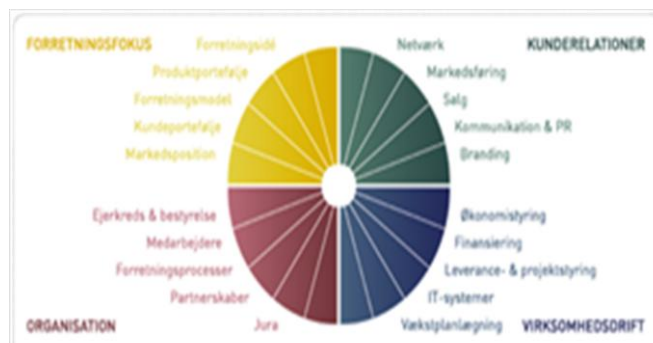 FORRETNINGSFOKUS
Forretningsidé
Produktportefølje
Forretningsmodel
Kundeportefølje
Markedsposition
KUNDERELATIONER
Netværk
Markedsføring
Salg
Kommunikation & PR
Branding
Ejerkreds & bestyrelse
Medarbejdere
Forretningsprocesser
Partnerskaber
Jura
ORGANISATION
Økonomistyring
Finansiering
Leverance- & projektstyring
IT-systemer
Vækstplanlægning
VIRKSOMHEDSDRIFT